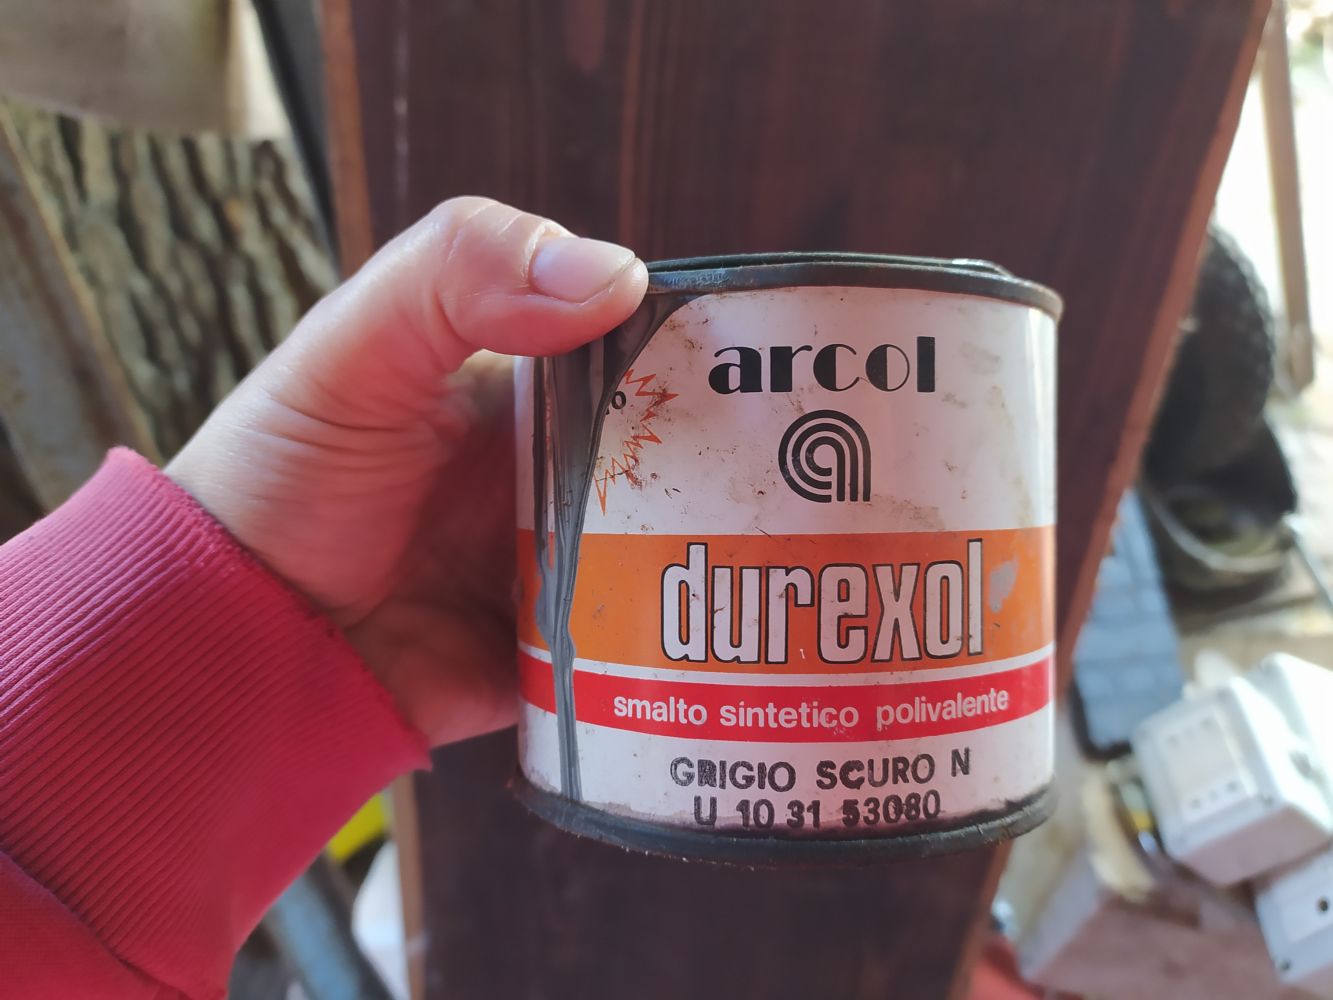 arcol
durexol
smalto sintetico polivalente
GRIGIO SCURO N
U 10 31 53080